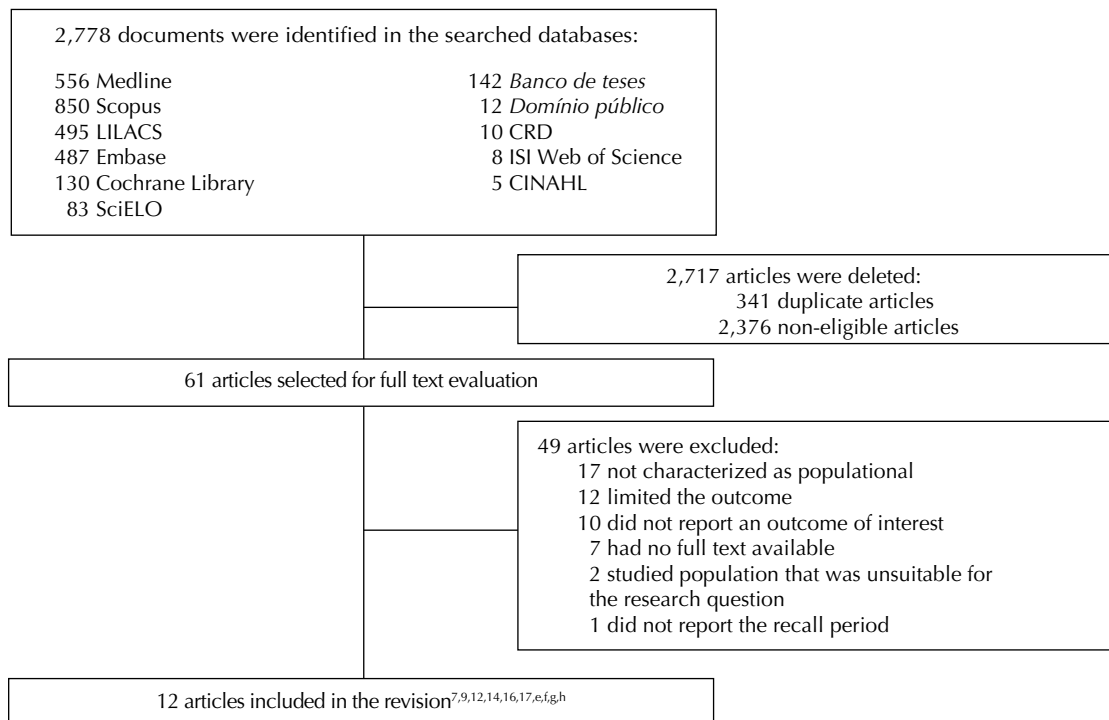 2,778 documents were identified in the searched databases:
556 Medline
850 Scopus
495 LILACS
487 Embase
130 Cochrane Library
83 SciELO
142 Banco de teses
12 Domínio público
10 CRD
8 ISI Web of Science
5 CINAHL
2,717 articles were deleted:
341 duplicate articles
2,376 non-eligible articles
61 articles selected for full text evaluation
49 articles were excluded:
17 not characterized as populational
12 limited the outcome
10 did not report an outcome of interest
7 had no full text available
2 studied population that was unsuitable for
the research question
1 did not report the recall period
12 articles included in the revision7,9,12,14,16,17,e,f,g,h